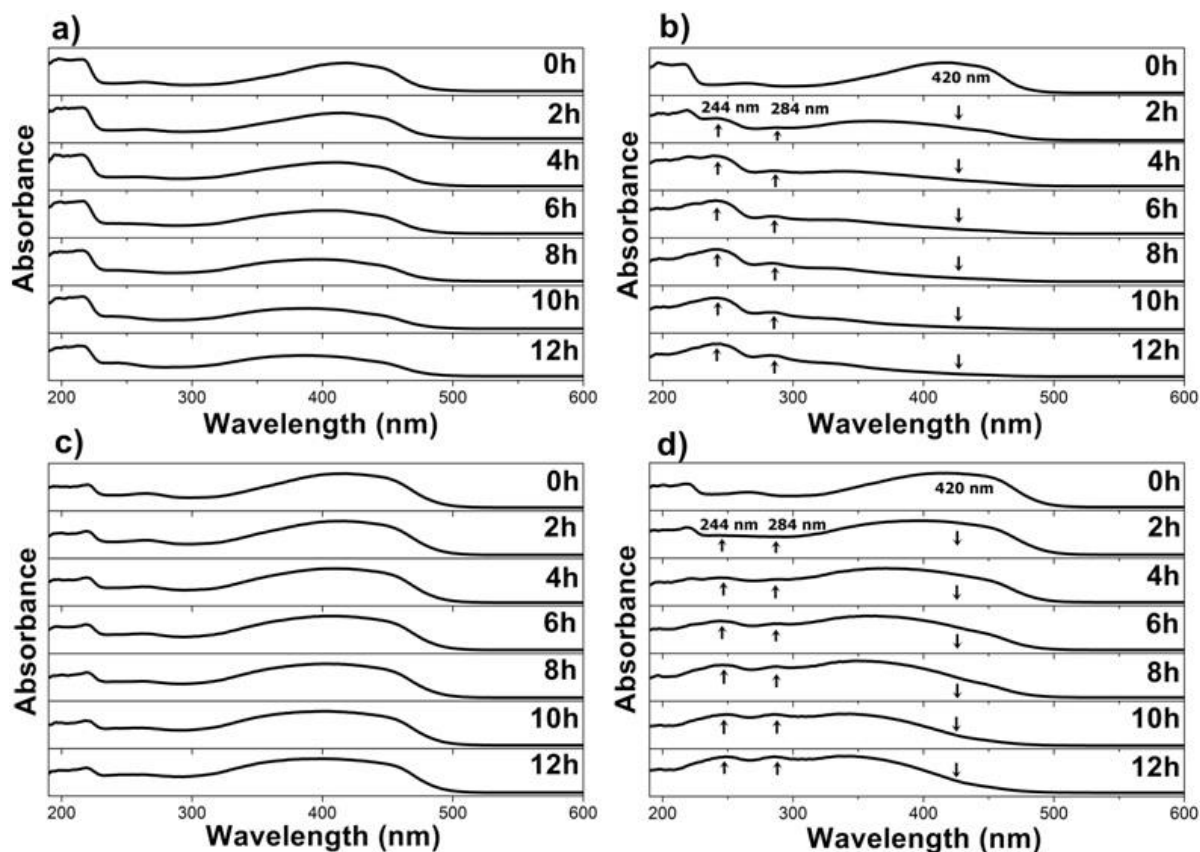 a)
Absorbance
0h
2h
4h
6h
8h
10h
12h
200 300 400 500 600
Wavelength (nm)
b)
Absorbance
0h
420 nm
2h
244 nm 284 nm
4h
6h
8h
10h
12h
200 300 400 500 600
Wavelength (nm)
c)
Absorbance
0h
2h
4h
6h
8h
10h
12h
200 300 400 500 600
Wavelength (nm)
d)
Absorbance
0h
420 nm
2h
244 nm 284 nm
4h
6h
8h
10h
12h
200 300 400 500 600
Wavelength (nm)